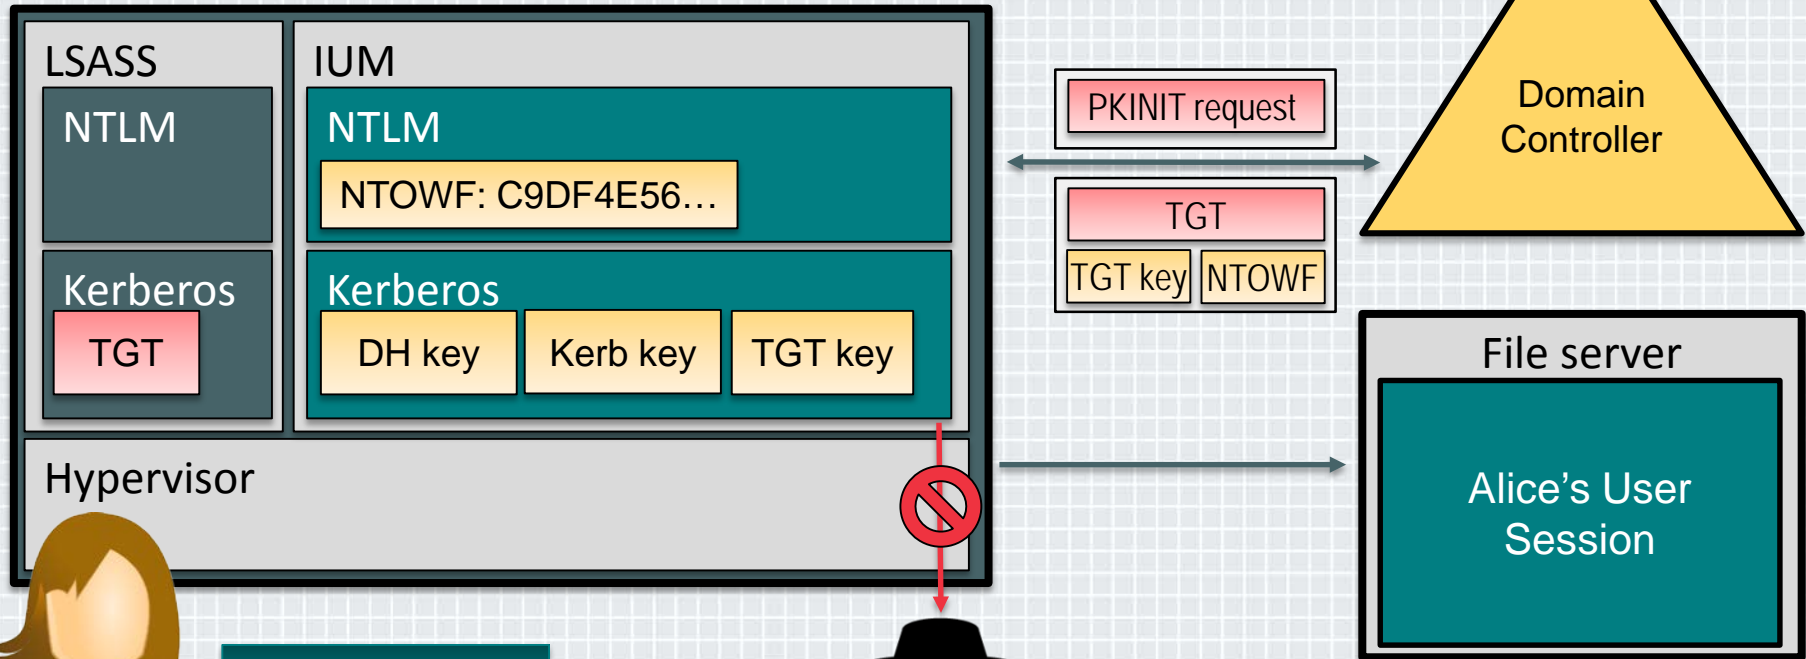 LSASS
NTLM
Kerberos
TGT
IUM
NTLM
NTOWF: C9DF4E56…
Kerberos
DH key
Kerb key
TGT key
Hypervisor
PKINIT request
TGT
TGT key
NTOWF
Domain
Controller
File server
Alice’s User
Session